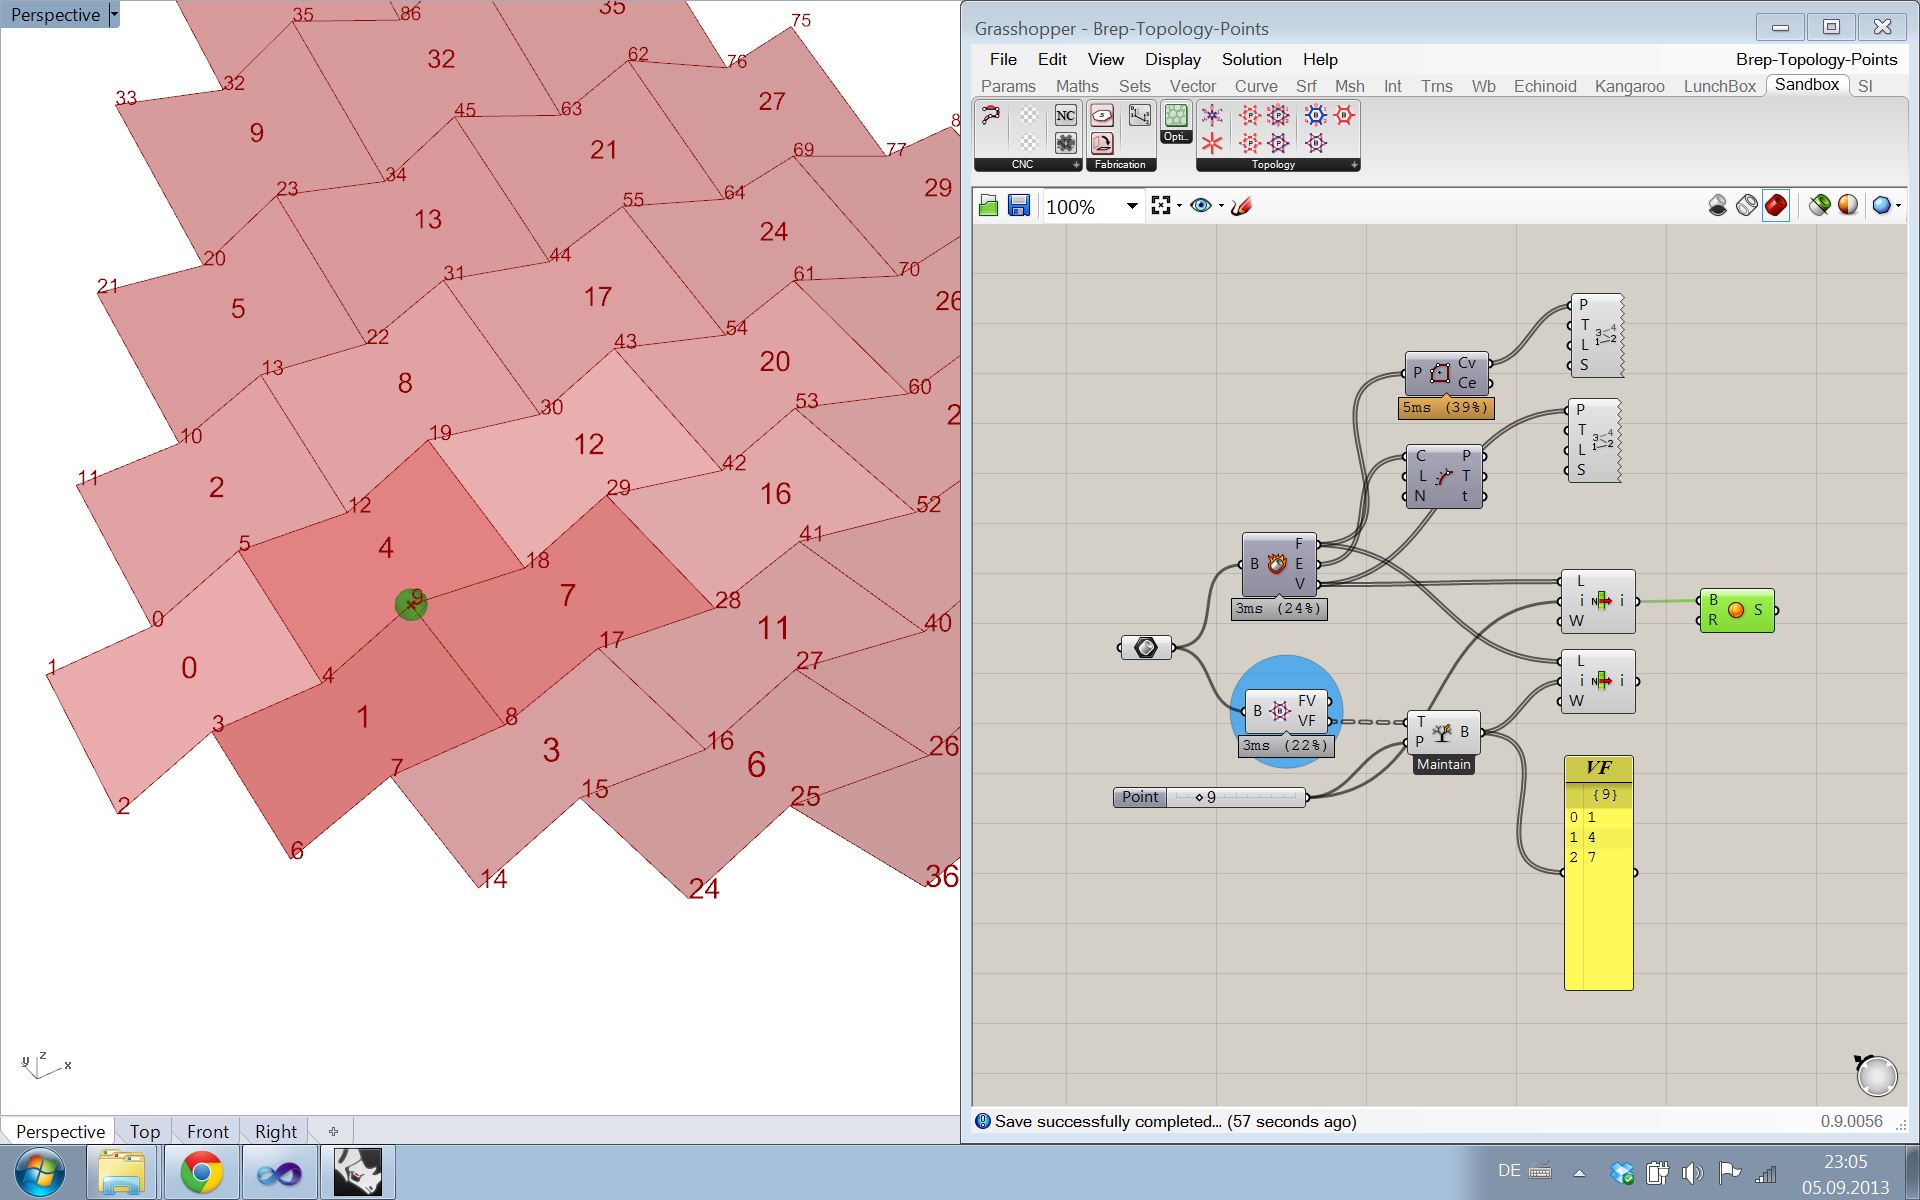 Perspective
35 86 35 75
32 62 76
33 32 27
9 45 63 8
21 69 77
23 34 29
13 55 64
20 24
21 31 44 61 70
5 17 26
22 43 54
13 8 20 60
30 53 2
10 19 12 42
11 2 29 16
12 52
5 4 18 41
9 7 28
0 17 11 40
1 0 4 27
3 1 8 16 26
7 3 6
2 15 25
6 14 24 36
y z x
Perspective Top Front Right +
Grasshopper - Brep-Topology-Points
File Edit View Display Solution Help Brep-Topology-Points
Params Maths Sets Vector Curve Srf Msh Int Trns Wb Echinoid Kangaroo LunchBox Sandbox SI
NC
Opti...
CNC Fabrication Topology
100%
P
T
L
S
P Cv
Ce
5ms (39%)
P
T
L
S
C P
L T
N t
B F
E
V
3ms (24%)
L
i i
W
B S
R
L
i i
W
B FV
VF
3ms (22%)
T B
P
Maintain
Point 9
VF
{9}
0 1
1 4
2 7
Save successfully completed... (57 seconds ago) 0.9.0056
DE
23:05
05.09.2013